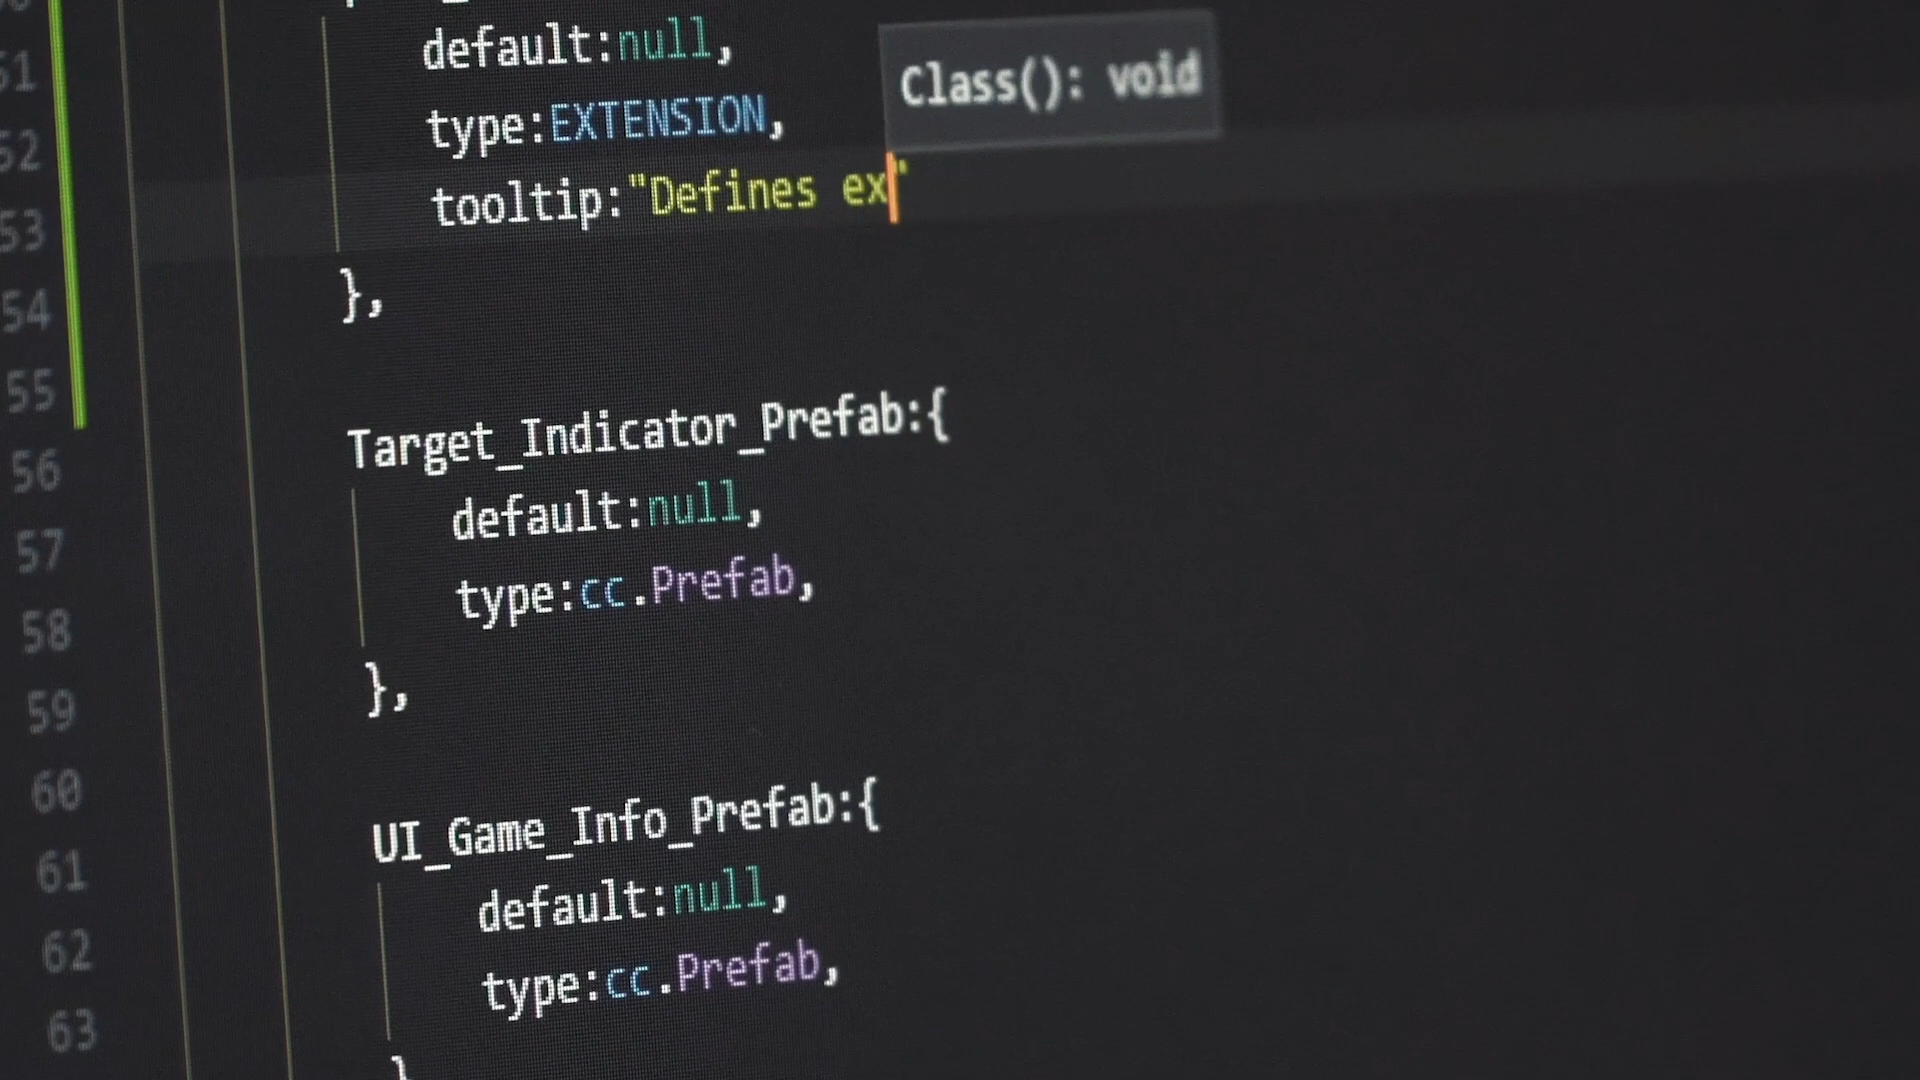 51 default:null,
Class(): void
52 type:EXTENSION,
53 tooltip:"Defines ex"
54 },
55
56 Target_Indicator_Prefab:{
57 default:null,
58 type:cc.Prefab,
59 },
60
61 UI_Game_Info_Prefab:{
62 default:null,
63 type:cc.Prefab,